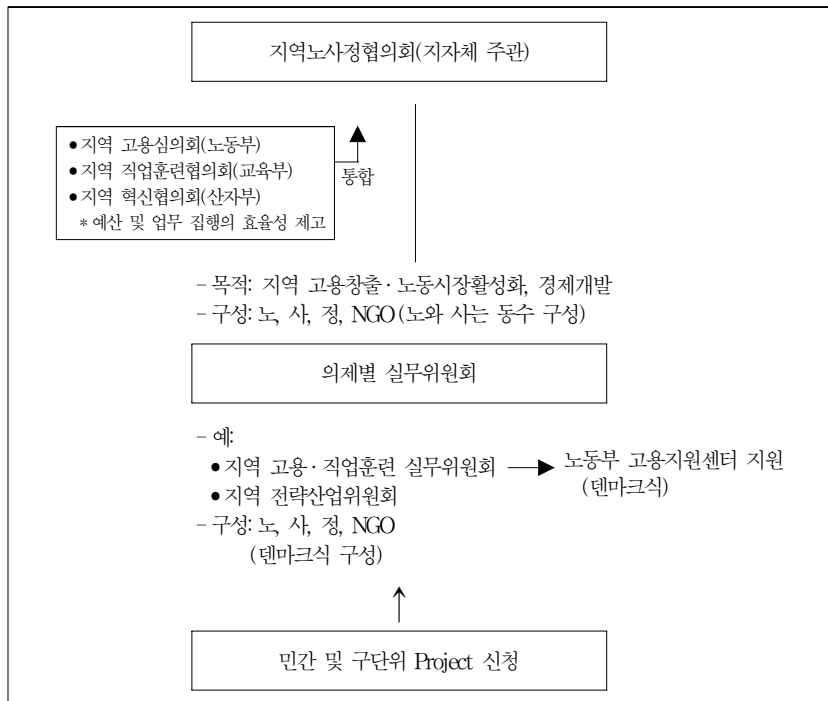 지역노사정협의회(지자체 주관)
●지역 고용심의회(노동부)
●지역 직업훈련협의회(교육부)
●지역 혁신협의회(산자부)
＊예산 및 업무 집행의 효율성 제고
통합
－목적: 지역 고용창출·노동시장활성화, 경제개발
－구성: 노, 사, 정, NGO(노와 사는 동수 구성)
의제별 실무위원회
－예:
●지역 고용·직업훈련 실무위원회
노동부 고용지원센터 지원
(덴마크식)
●지역 전략산업위원회
－구성: 노, 사, 정, NGO
(덴마크식 구성)
민간 및 구단위 Project 신청